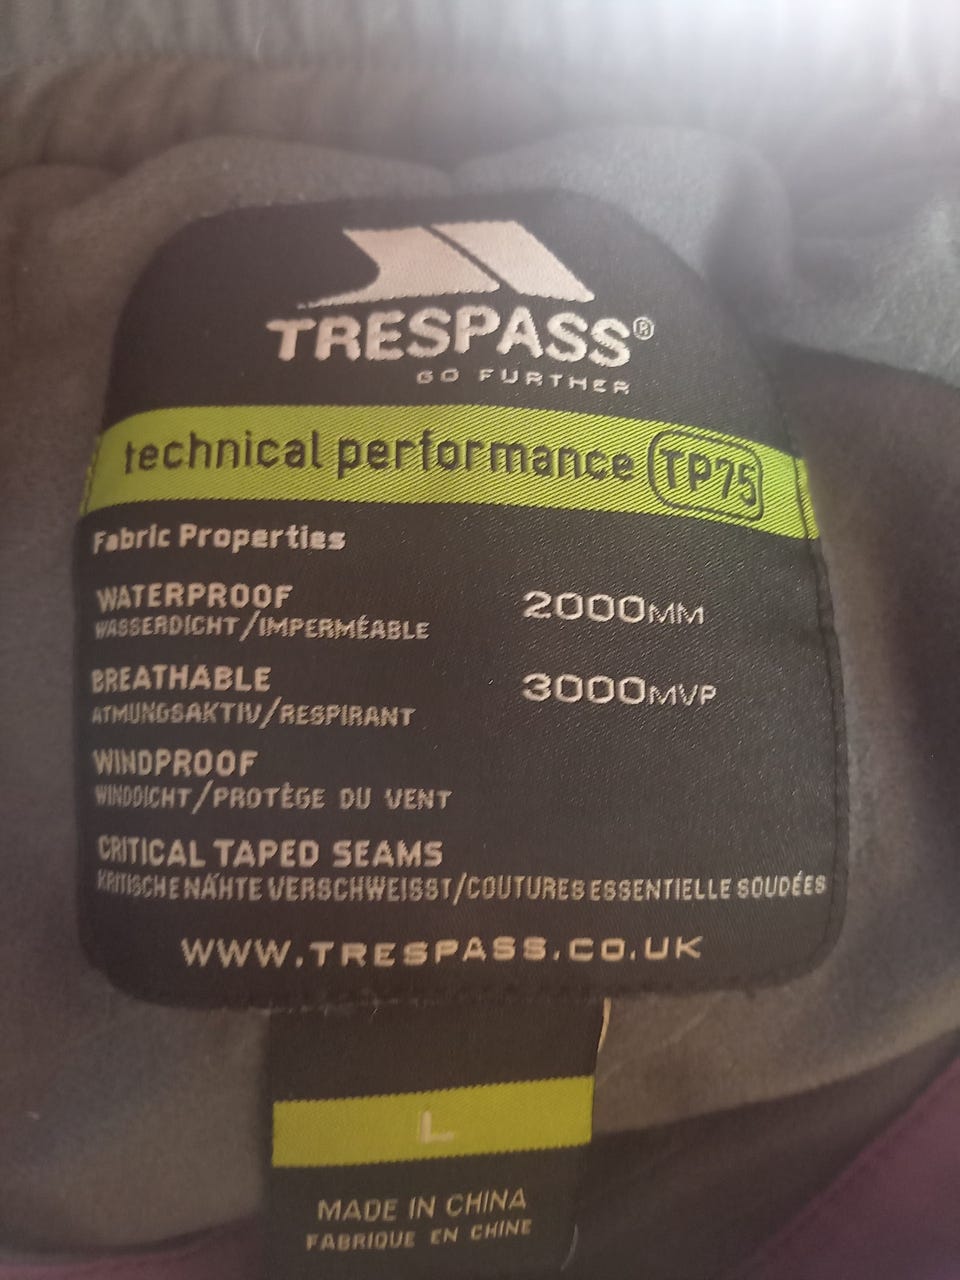 TRESPASS®
GO FURTHER
technical performance TP75
Fabric Properties
WATERPROOF 2000MM
WASSERDICHT/IMPERMÉABLE
BREATHABLE 3000MVP
ATMUNGSAKTIV/RESPIRANT
WINDPROOF
WINDDICHT/PROTÈGE DU VENT
CRITICAL TAPED SEAMS
KRITISCHE NÄHTE VERSCHWEISST/COUTURES ESSENTIELLE SOUDÉES
WWW.TRESPASS.CO.UK
L
MADE IN CHINA
FABRIQUE EN CHINE